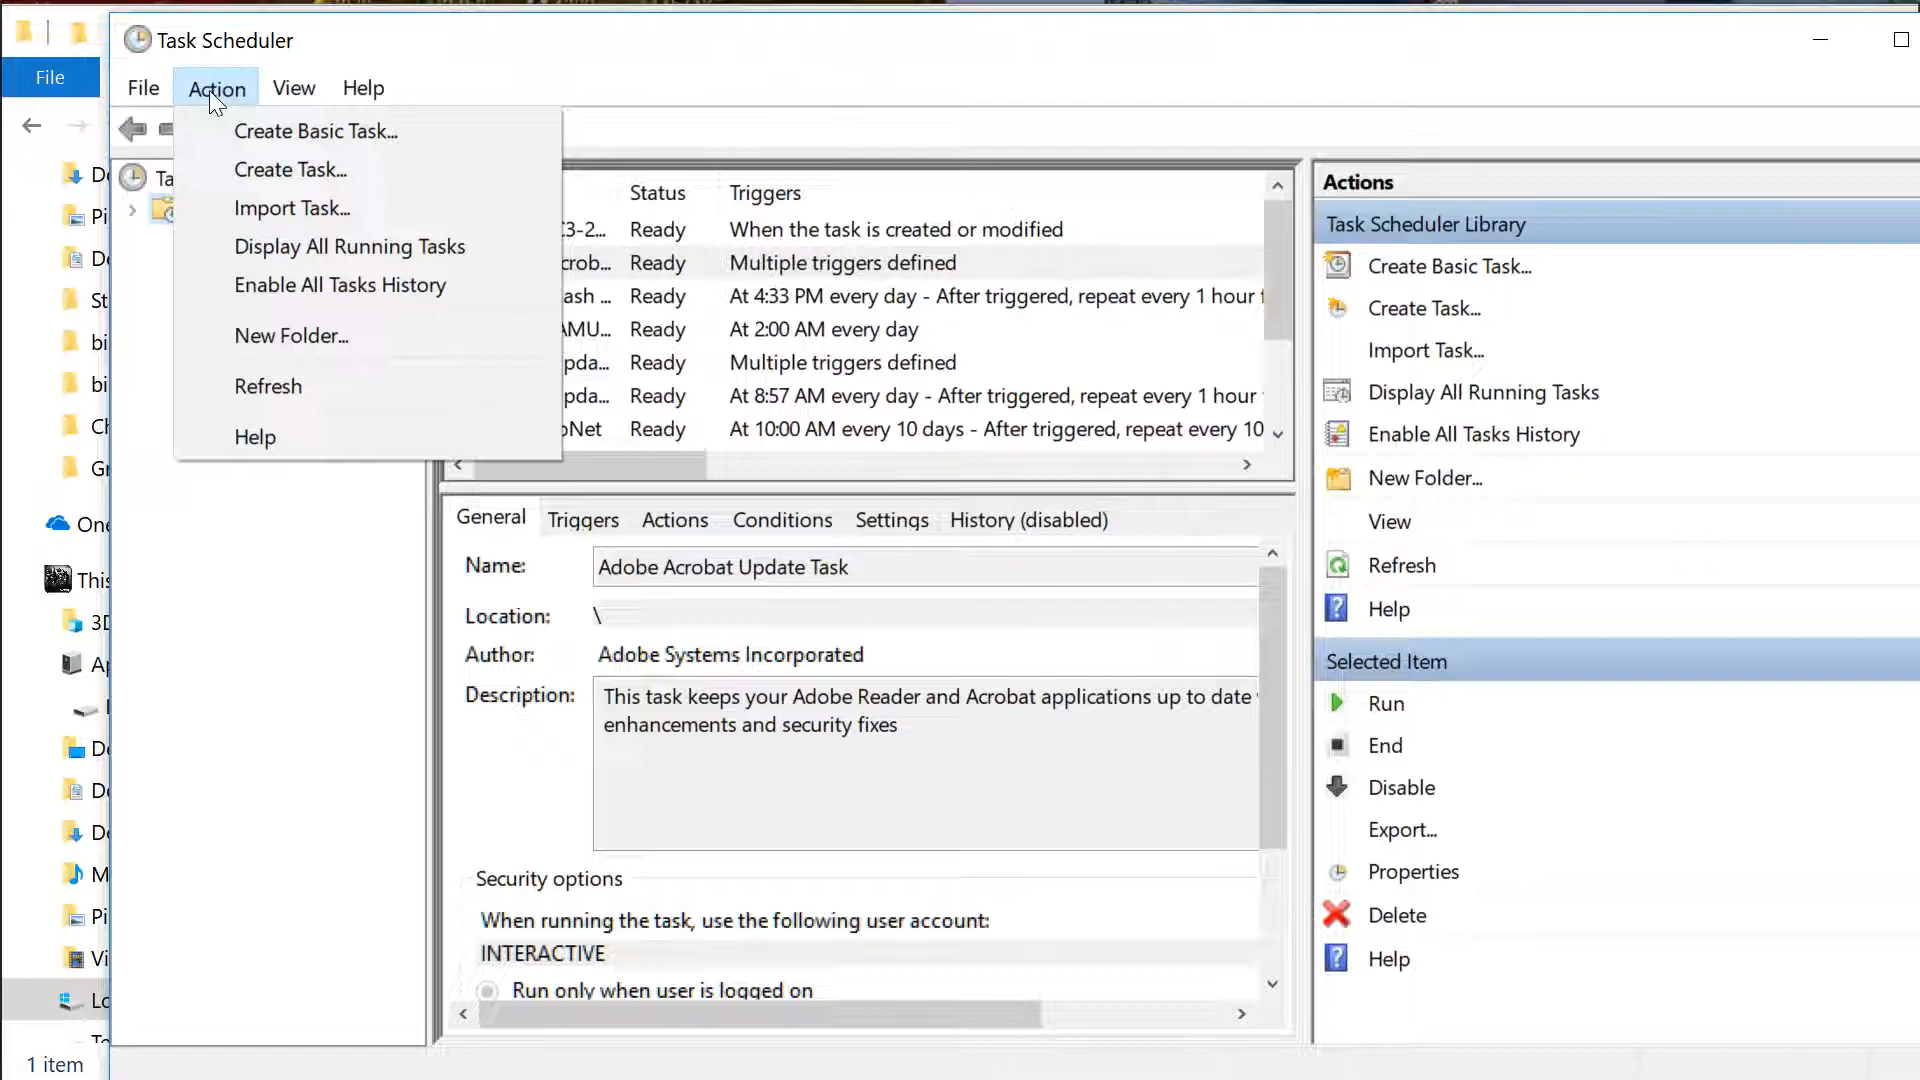 Task Scheduler
File
File Action View Help
Create Basic Task...
Create Task...
Import Task...
Display All Running Tasks
Enable All Tasks History
New Folder...
Refresh
Help
Status Triggers
Ready When the task is created or modified
Ready Multiple triggers defined
Ready At 4:33 PM every day - After triggered, repeat every 1 hour
Ready At 2:00 AM every day
Ready Multiple triggers defined
Ready At 8:57 AM every day - After triggered, repeat every 1 hour
Ready At 10:00 AM every 10 days - After triggered, repeat every 10
General Triggers Actions Conditions Settings History (disabled)
Name: Adobe Acrobat Update Task
Location: \
Author: Adobe Systems Incorporated
Description: This task keeps your Adobe Reader and Acrobat applications up to date
enhancements and security fixes
Security options
When running the task, use the following user account:
INTERACTIVE
Run only when user is logged on
Actions
Task Scheduler Library
Create Basic Task...
Create Task...
Import Task...
Display All Running Tasks
Enable All Tasks History
New Folder...
View
Refresh
Help
Selected Item
Run
End
Disable
Export...
Properties
Delete
Help
1 item